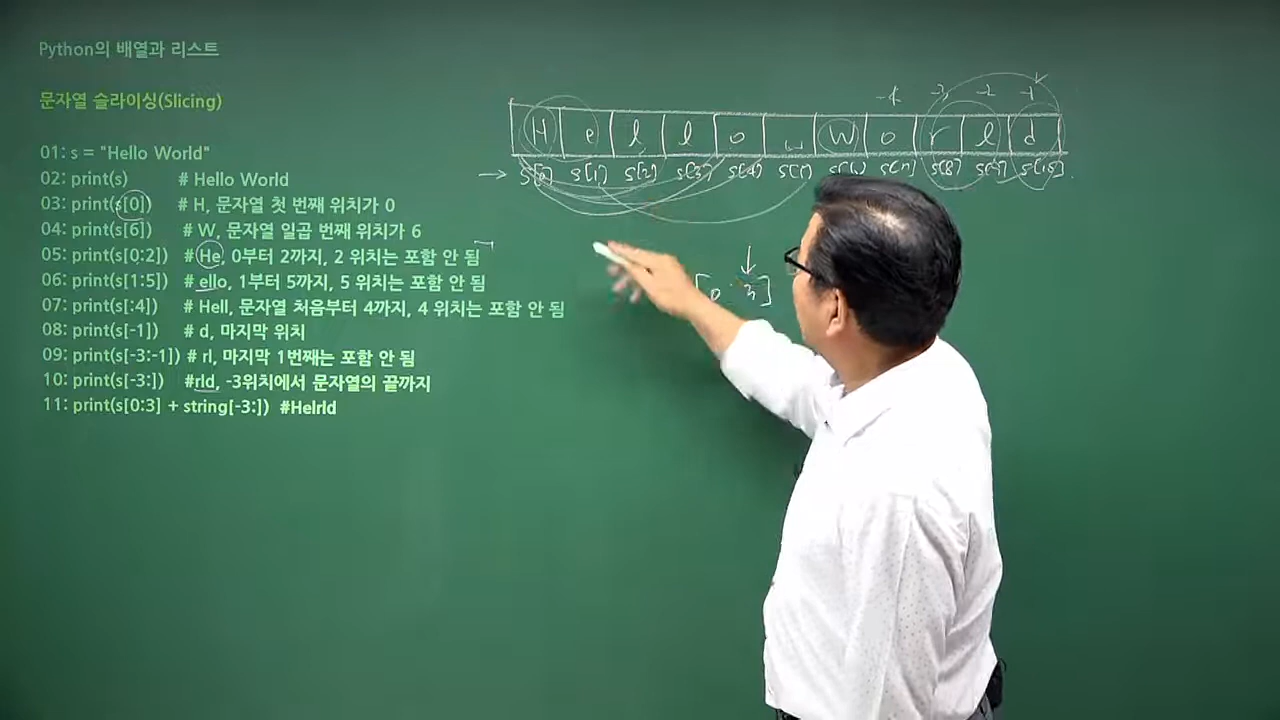 Python의 배열과 리스트
문자열 슬라이싱(Slicing)
01: s = "Hello World"
02: print(s) # Hello World
03: print(s[0]) # H, 문자열 첫 번째 위치가 0
04: print(s[6]) # W, 문자열 일곱 번째 위치가 6
05: print(s[0:2]) # He, 0부터 2까지, 2 위치는 포함 안 됨
06: print(s[1:5]) # ello, 1부터 5까지, 5 위치는 포함 안 됨
07: print(s[:4]) # Hell, 문자열 처음부터 4까지, 4 위치는 포함 안 됨
08: print(s[-1]) # d, 마지막 위치
09: print(s[-3:-1]) # rl, 마지막 1번째는 포함 안 됨
10: print(s[-3:]) #rld, -3위치에서 문자열의 끝까지
11: print(s[0:3] + string[-3:]) #Helrld
-4 -3 -2 -1
H e l l o W o r l d
s[0] s[1] s[2] s[3] s[4] s[8] s[10]
[0:3]